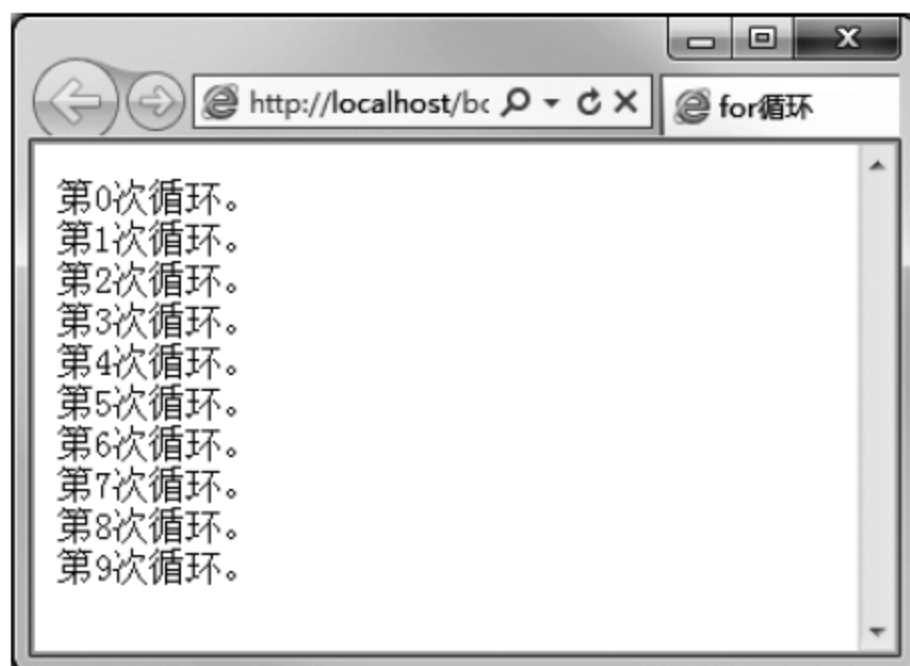 http://localhost/bc
for循环
第0次循环。
第1次循环。
第2次循环。
第3次循环。
第4次循环。
第5次循环。
第6次循环。
第7次循环。
第8次循环。
第9次循环。